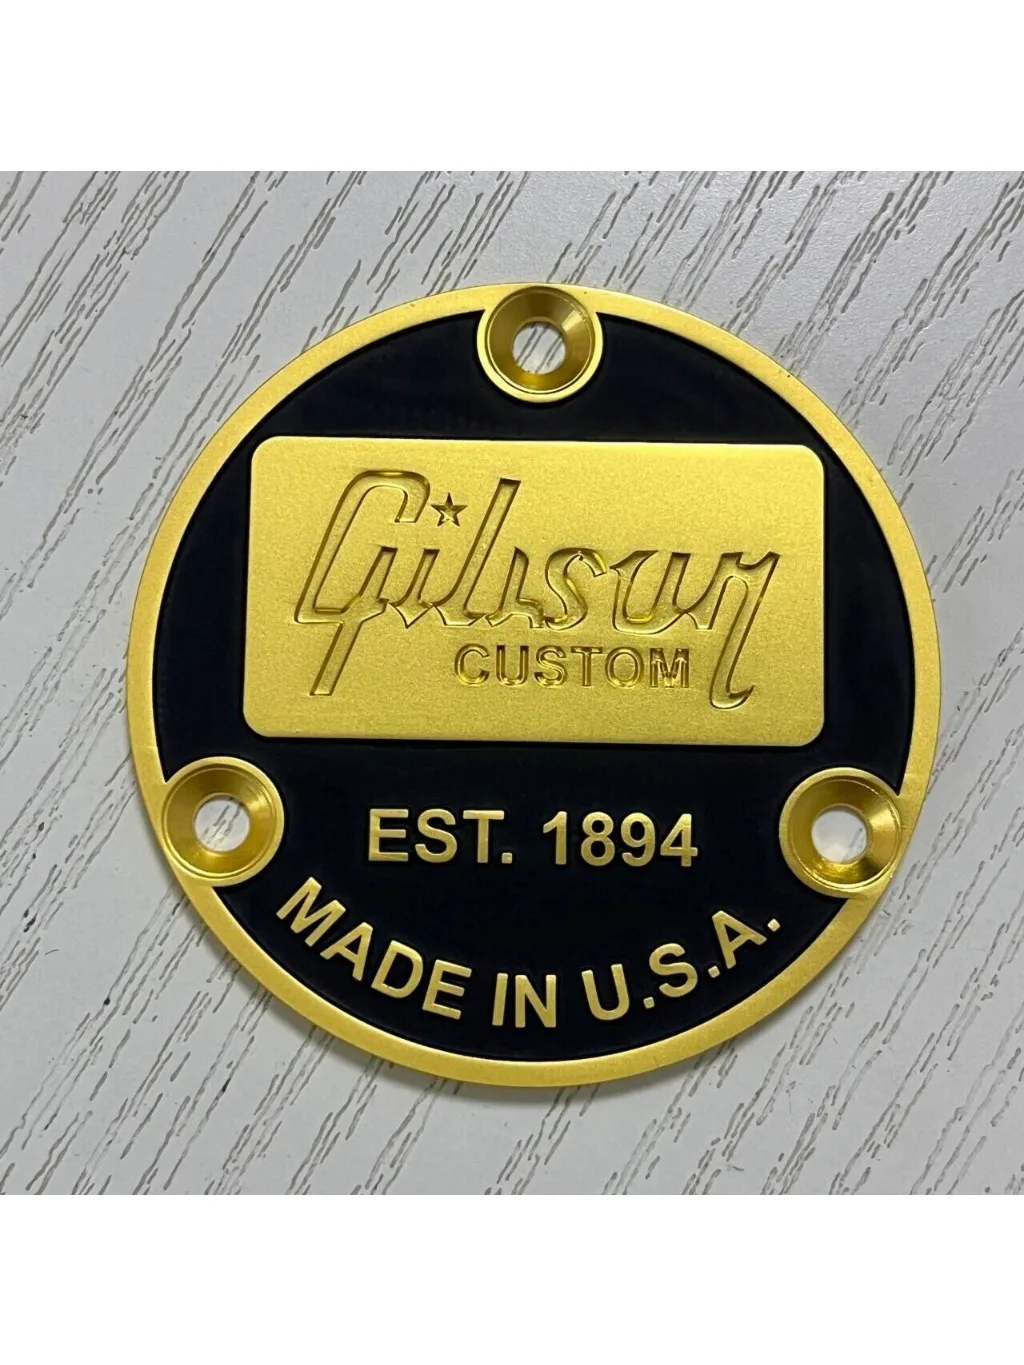 Gibson
CUSTOM
EST. 1894
MADE IN U.S.A.